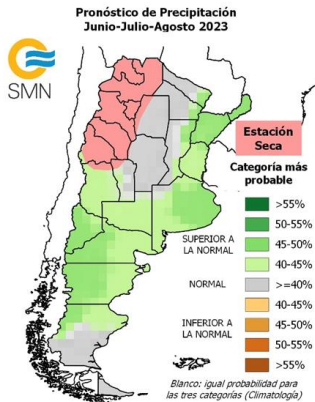 Pronóstico de Precipitación
Junio-Julio-Agosto 2023
SMN
Estación
Seca
Categoría más
probable
>55%
50-55%
45-50%
40-45%
>=40%
40-45%
45-50%
50-55%
>55%
SUPERIOR A
LA NORMAL
NORMAL
INFERIOR A
LA NORMAL
Blanco: igual probabilidad para
las tres categorías (Climatología)